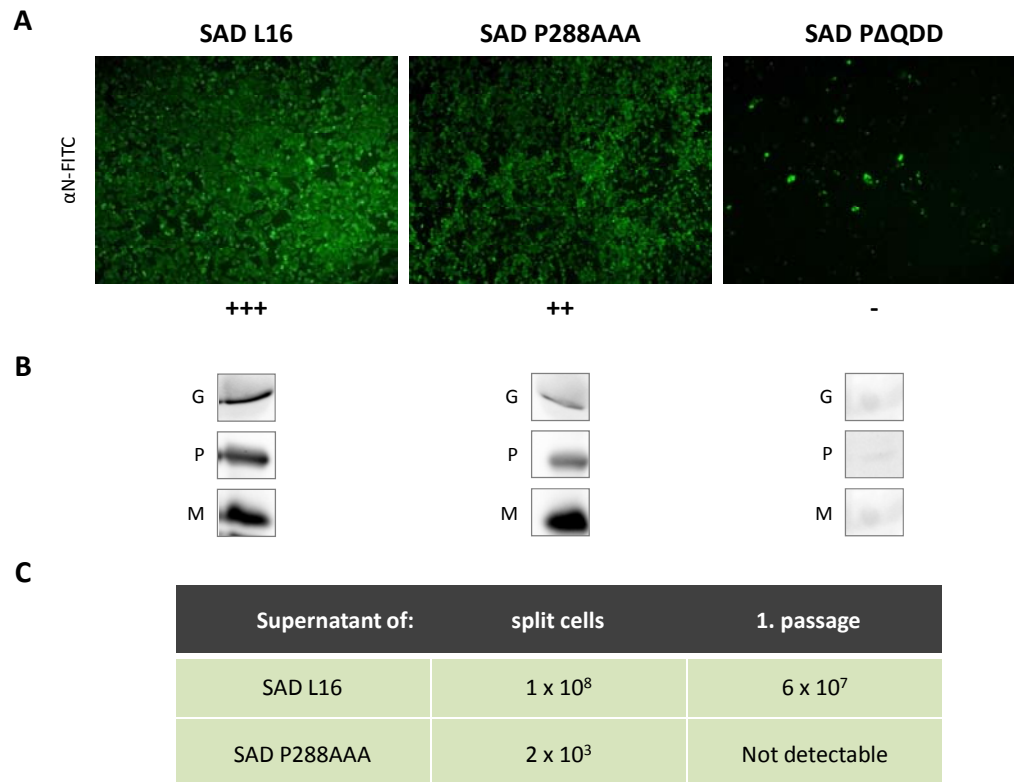 A
SAD L16 SAD P288AAA SAD PΔQDD
αN-FITC
+++ ++ -
B
G G G
P P P
M M M
C
Supernatant of: split cells 1. passage
SAD L16 1 x 10⁸ 6 x 10⁷
SAD P288AAA 2 x 10³ Not detectable